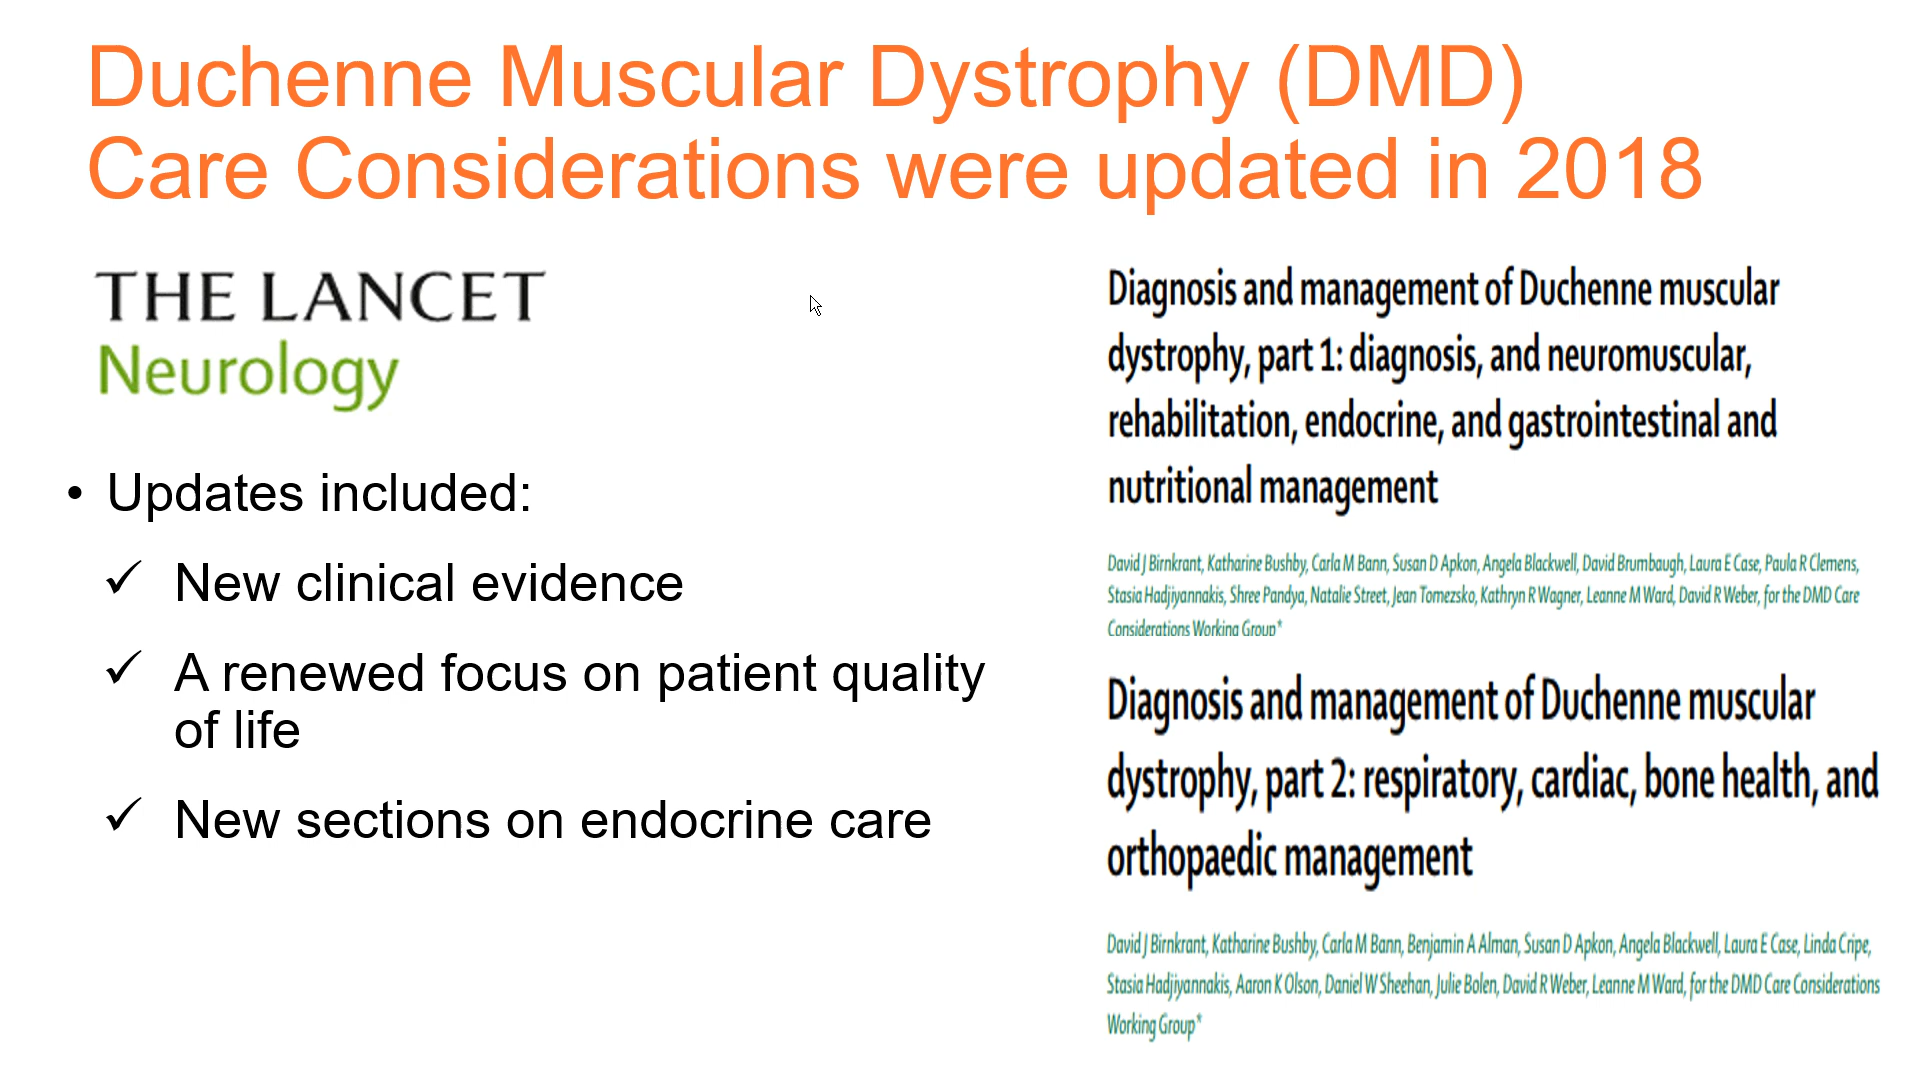 Duchenne Muscular Dystrophy (DMD)
Care Considerations were updated in 2018
THE LANCET
Neurology
• Updates included:
✓ New clinical evidence
✓ A renewed focus on patient quality
of life
✓ New sections on endocrine care
Diagnosis and management of Duchenne muscular
dystrophy, part 1: diagnosis, and neuromuscular,
rehabilitation, endocrine, and gastrointestinal and
nutritional management
David J Birnkrant, Katharine Bushby, Carla M Bann, Susan D Apkon, Angela Blackwell, David Brumbaugh, Laura E Case, Paula R Clemens,
Stasia Hadjiyannakis, Shree Pandya, Natalie Street, Jean Tomezsko, Kathryn R Wagner, Leanne M Ward, David R Weber, for the DMD Care
Considerations Working Group*
Diagnosis and management of Duchenne muscular
dystrophy, part 2: respiratory, cardiac, bone health, and
orthopaedic management
David J Birnkrant, Katharine Bushby, Carla M Bann, Benjamin A Alman, Susan D Apkon, Angela Blackwell, Laura E Case, Linda Cripe,
Stasia Hadjiyannakis, Aaron K Olson, Daniel W Sheehan, Julie Bolen, David R Weber, Leanne M Ward, for the DMD Care Considerations
Working Group*